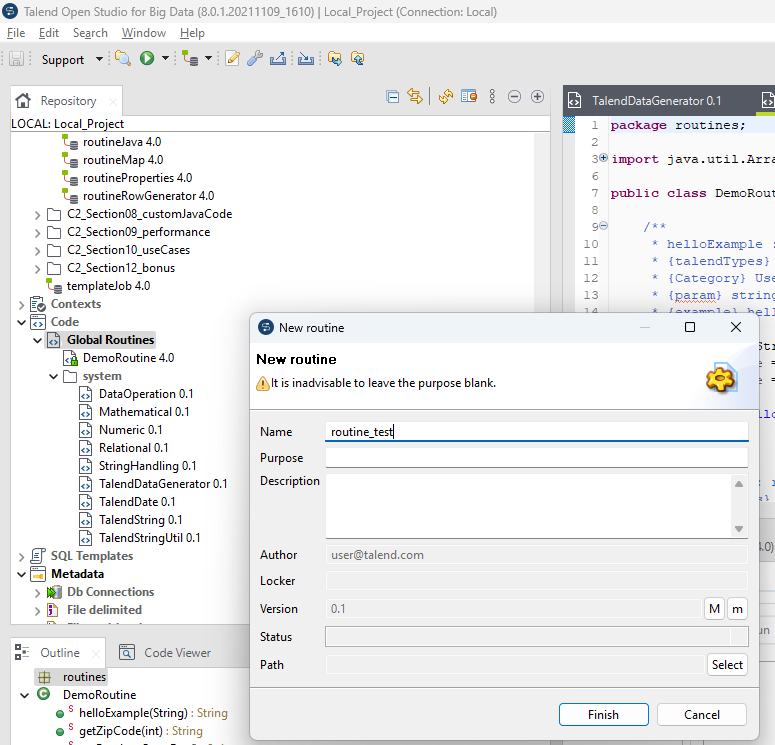 Talend Open Studio for Big Data (8.0.1.20211109_1610) | Local_Project (Connection: Local)
File Edit Search Window Help
Support
Repository
LOCAL: Local_Project
routineJava 4.0
routineMap 4.0
routineProperties 4.0
routineRowGenerator 4.0
C2_Section08_customJavaCode
C2_Section09_performance
C2_Section10_useCases
C2_Section12_bonus
templateJob 4.0
Contexts
Code
Global Routines
DemoRoutine 4.0
system
DataOperation 0.1
Mathematical 0.1
Numeric 0.1
Relational 0.1
StringHandling 0.1
TalendDataGenerator 0.1
TalendDate 0.1
TalendString 0.1
TalendStringUtil 0.1
SQL Templates
Metadata
Db Connections
File delimited
Outline Code Viewer
routines
DemoRoutine
helloExample(String) : String
getZipCode(int) : String
TalendDataGenerator 0.1
1 package routines;
2
3 import java.util.Arra
6
7 public class DemoRout
8
9 /**
10 * helloExample :
11 * {talendTypes}
12 * {Category} Use
13 * {param} string
14 * {example} hell
New routine
New routine
It is inadvisable to leave the purpose blank.
Name routine_test
Purpose
Description
Author user@talend.com
Locker
Version 0.1 M m
Status
Path Select
Finish Cancel